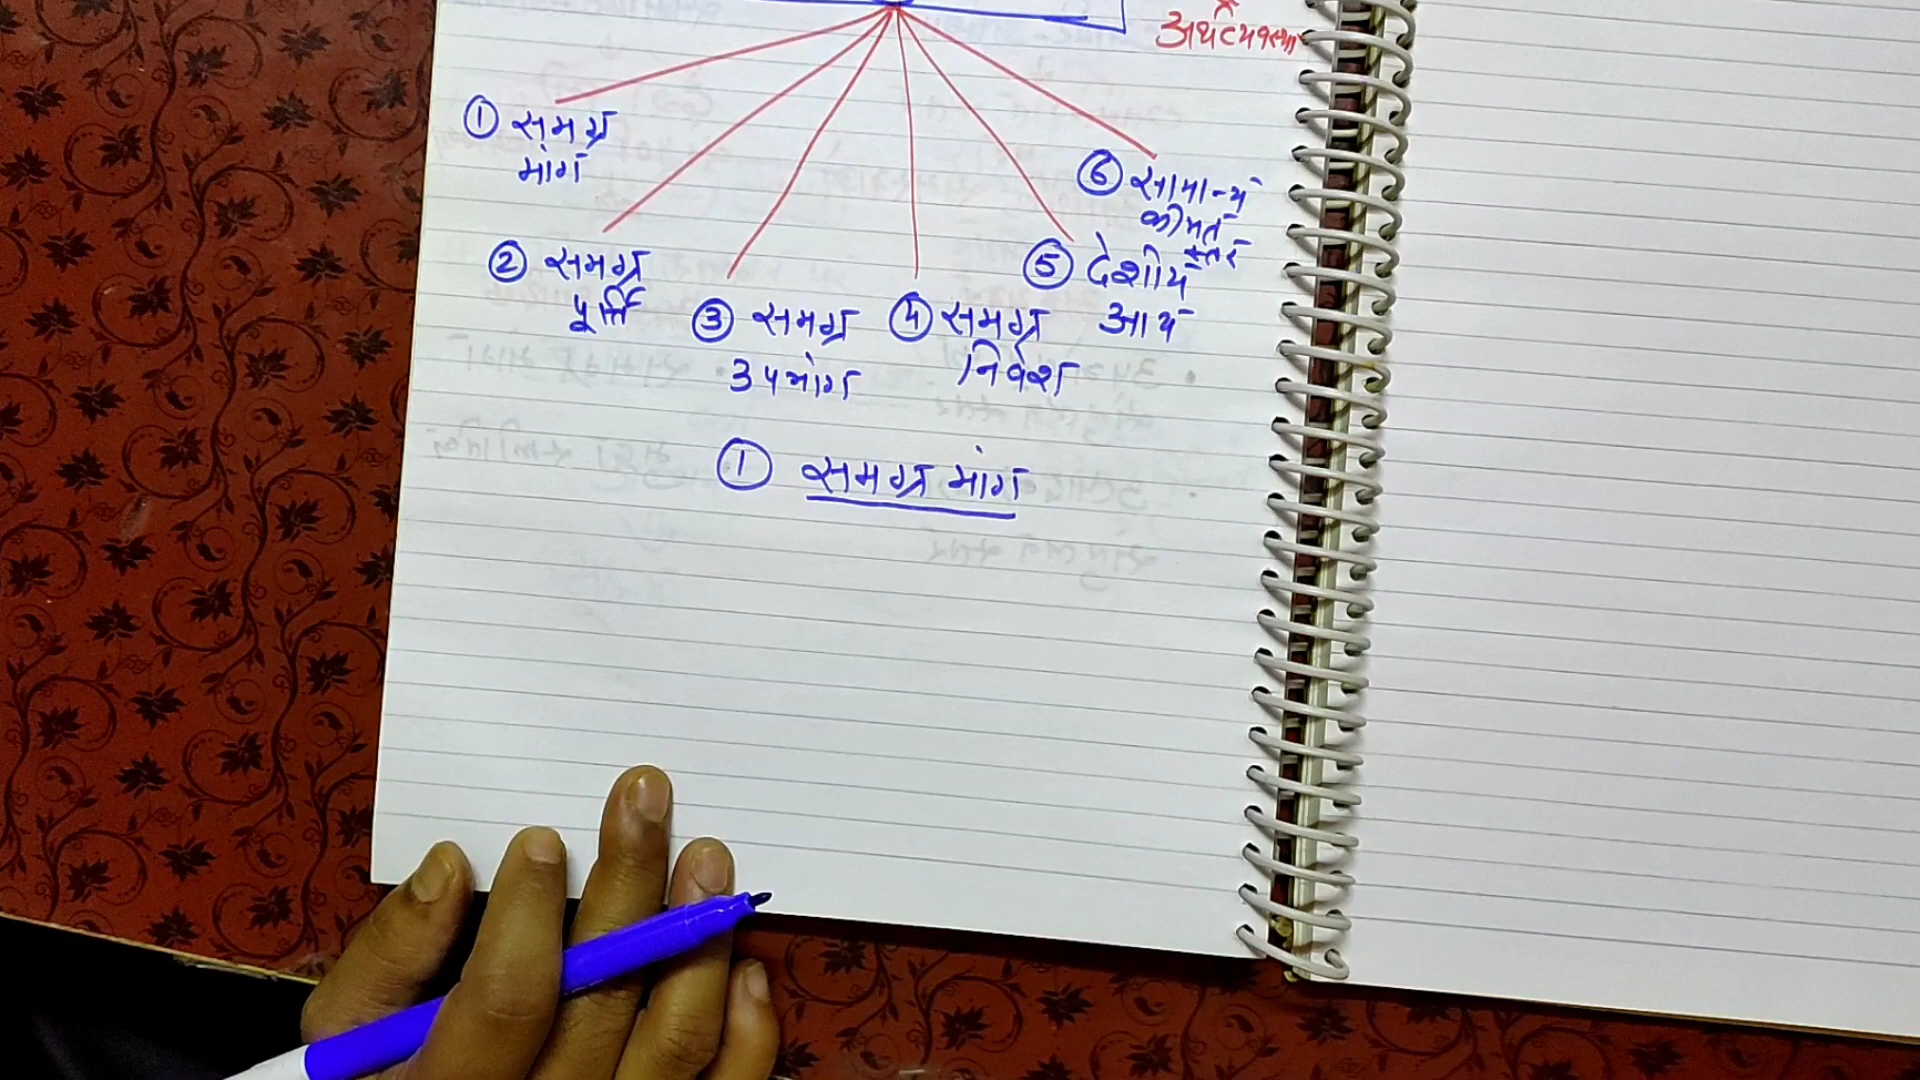 अर्थव्यवस्था
① समग्र
मांग
② समग्र
पूर्ति
③ समग्र
उपभोग
④ समग्र
निवेश
⑤ देशीय
आय
⑥ सामान्य
कीमत
स्तर
① समग्र मांग